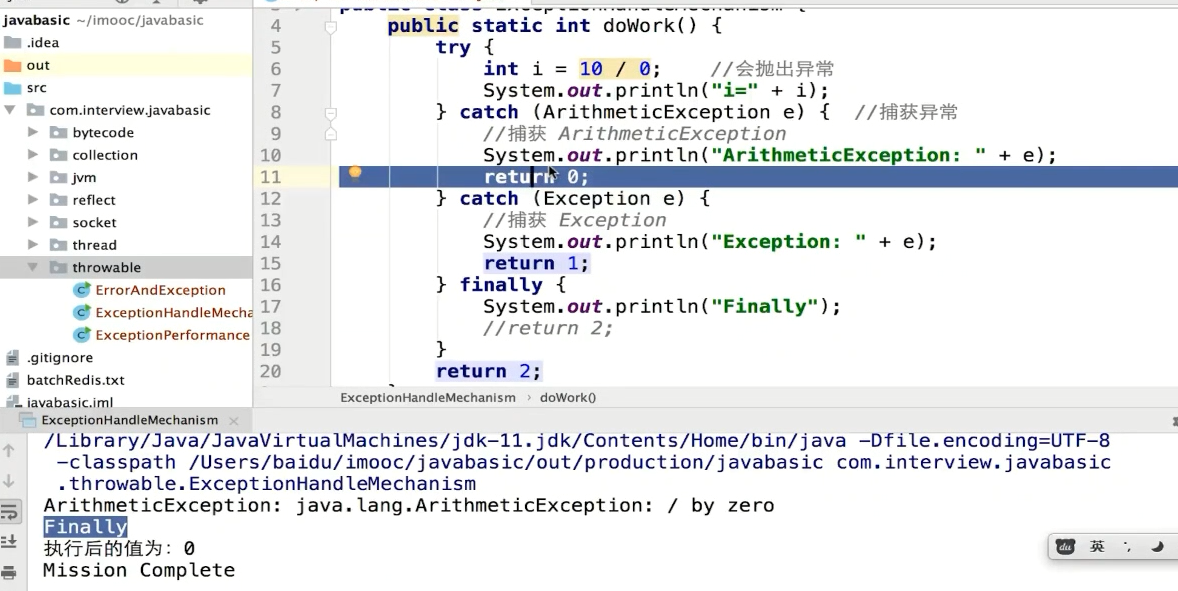 javabasic ~/imooc/javabasic
.idea
out
src
com.interview.javabasic
bytecode
collection
jvm
reflect
socket
thread
throwable
ErrorAndException
ExceptionHandleMecha
ExceptionPerformance
.gitignore
batchRedis.txt
javabasic.iml
public class ExceptionHandleMechanism {
4 public static int doWork() {
5 try {
6 int i = 10 / 0; //会抛出异常
7 System.out.println("i=" + i);
8 } catch (ArithmeticException e) { //捕获异常
9 //捕获 ArithmeticException
10 System.out.println("ArithmeticException: " + e);
11 return 0;
12 } catch (Exception e) {
13 //捕获 Exception
14 System.out.println("Exception: " + e);
15 return 1;
16 } finally {
17 System.out.println("Finally");
18 //return 2;
19 }
20 return 2;
ExceptionHandleMechanism › doWork()
ExceptionHandleMechanism ×
/Library/Java/JavaVirtualMachines/jdk-11.jdk/Contents/Home/bin/java -Dfile.encoding=UTF-8
-classpath /Users/baidu/imooc/javabasic/out/production/javabasic com.interview.javabasic
.throwable.ExceptionHandleMechanism
ArithmeticException: java.lang.ArithmeticException: / by zero
Finally
执行后的值为：0
Mission Complete
du 英